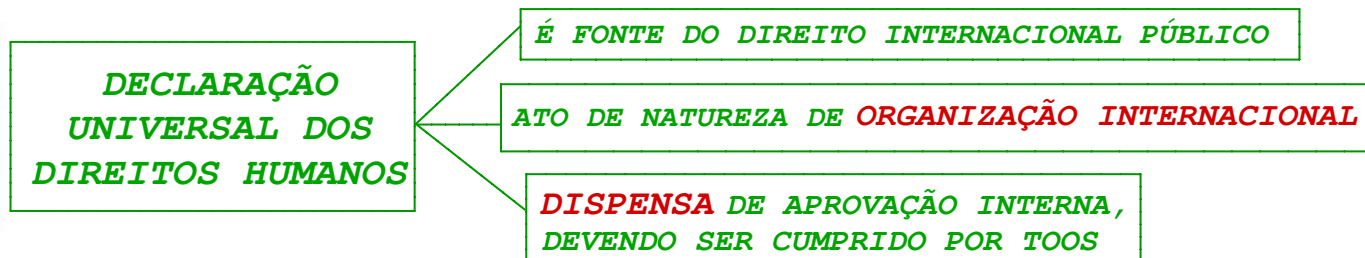 DECLARAÇÃO
UNIVERSAL DOS
DIREITOS HUMANOS
É FONTE DO DIREITO INTERNACIONAL PÚBLICO
ATO DE NATUREZA DE ORGANIZAÇÃO INTERNACIONAL
DISPENSA DE APROVAÇÃO INTERNA,
DEVENDO SER CUMPRIDO POR TOOS